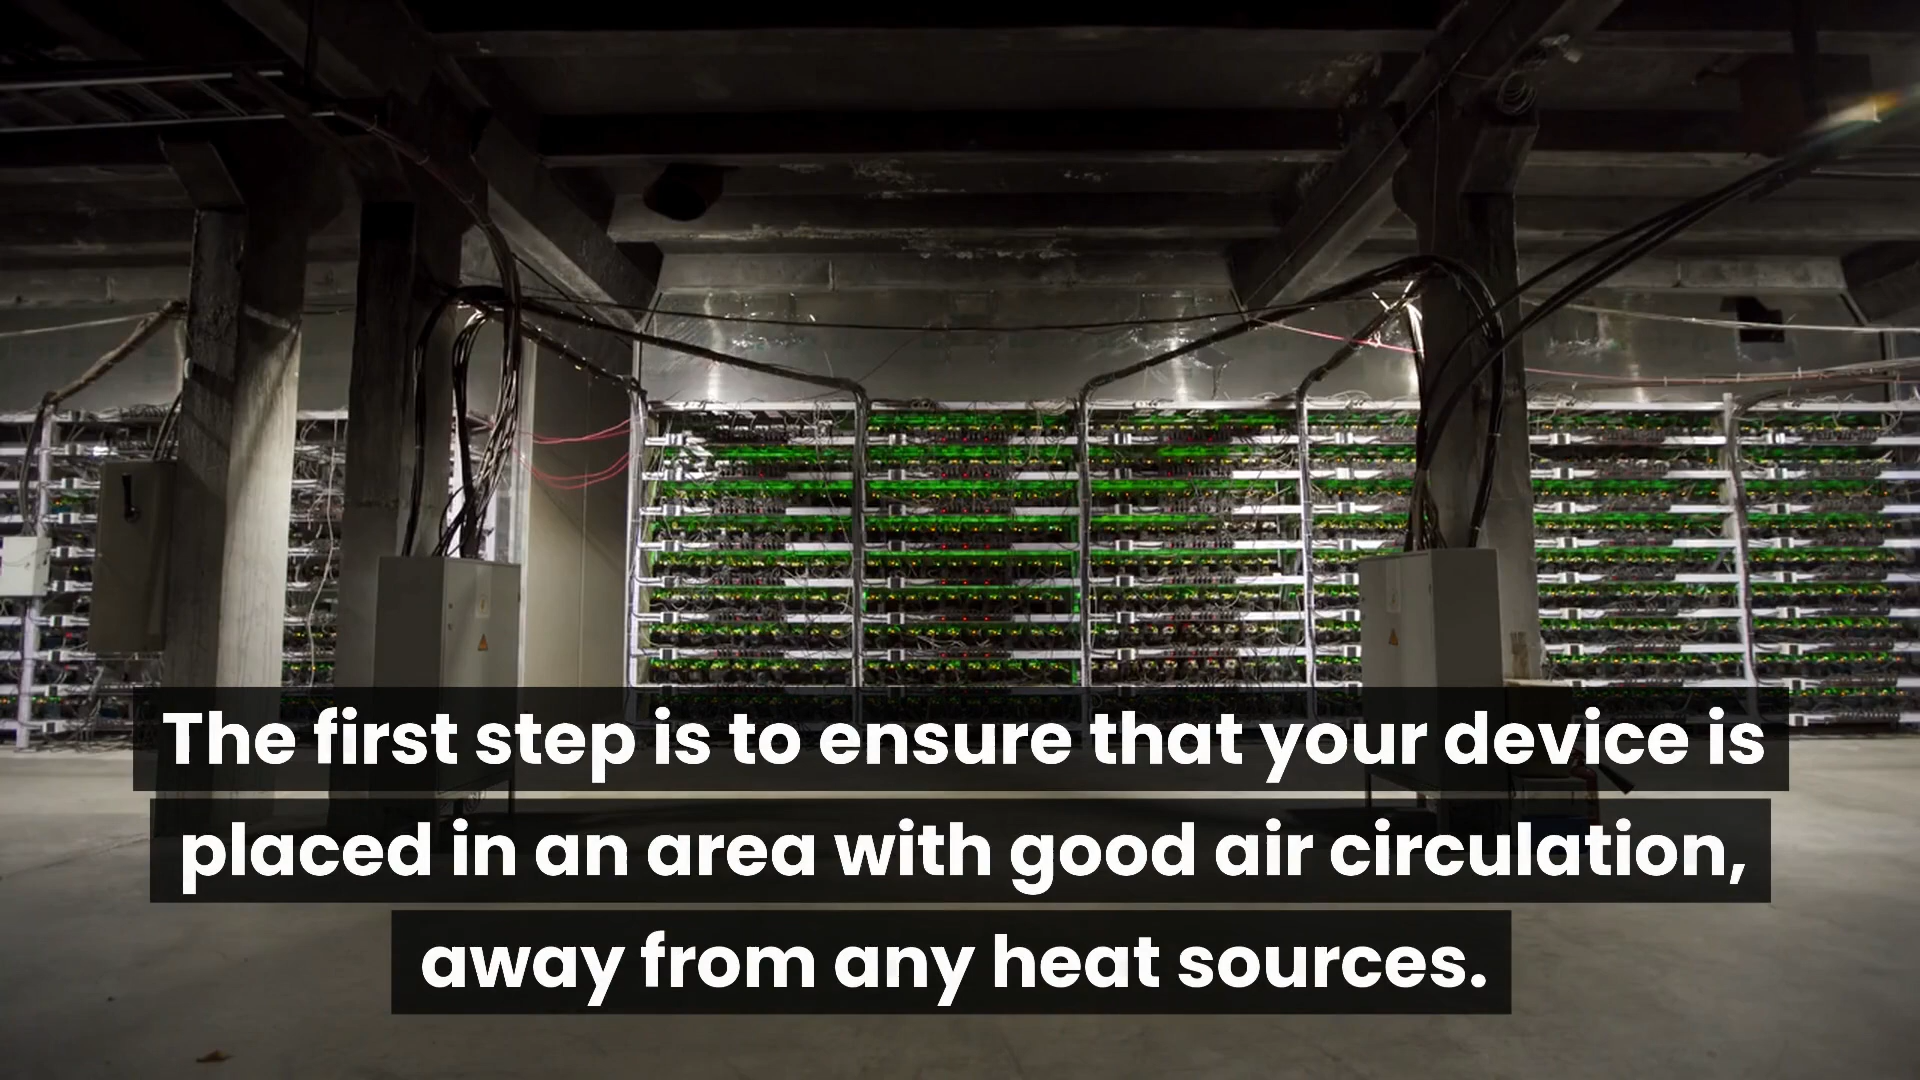 The first step is to ensure that your device is
placed in an area with good air circulation,
away from any heat sources.